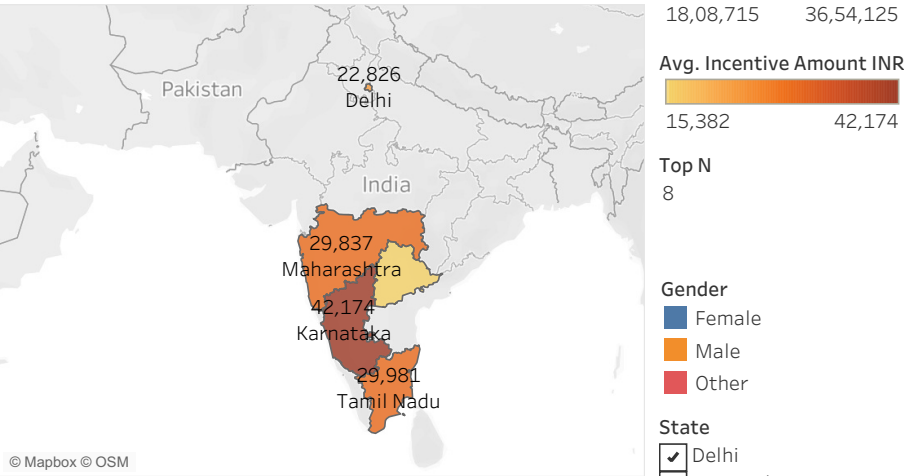 22,826
Delhi
Pakistan
India
29,837
Maharashtra
42,174
Karnataka
29,981
Tamil Nadu
© Mapbox © OSM
18,08,715 36,54,125
Avg. Incentive Amount INR
15,382 42,174
Top N
8
Gender
Female
Male
Other
State
Delhi